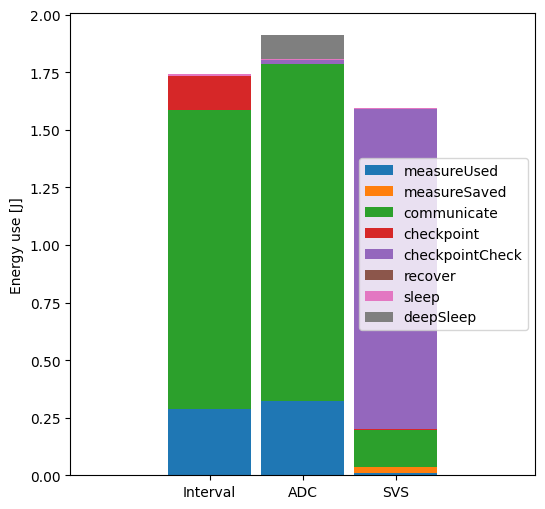 2.00
1.75
1.50
1.25
1.00
0.75
0.50
0.25
0.00
Energy use [J]
measureUsed
measureSaved
communicate
checkpoint
checkpointCheck
recover
sleep
deepSleep
Interval ADC SVS